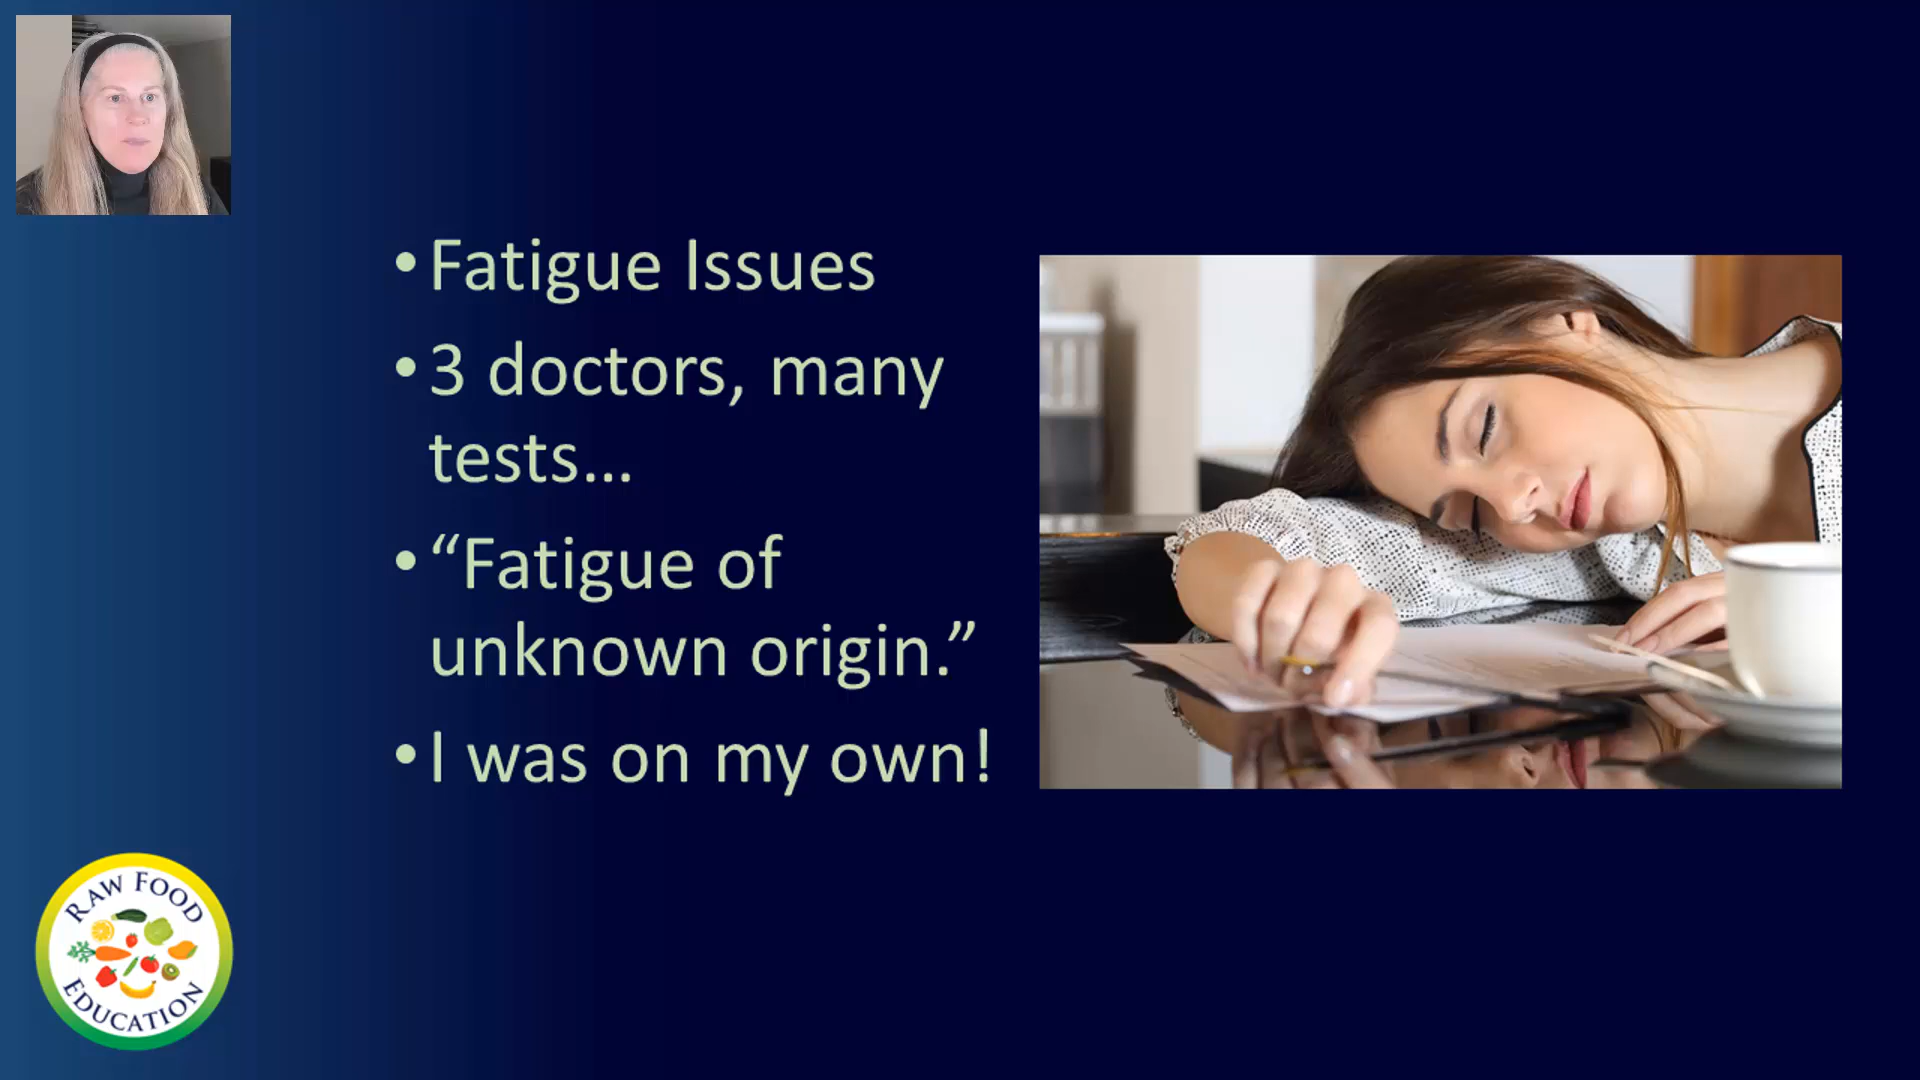 • Fatigue Issues
• 3 doctors, many
tests...
• “Fatigue of
unknown origin.”
• I was on my own!
RAW FOOD
EDUCATION